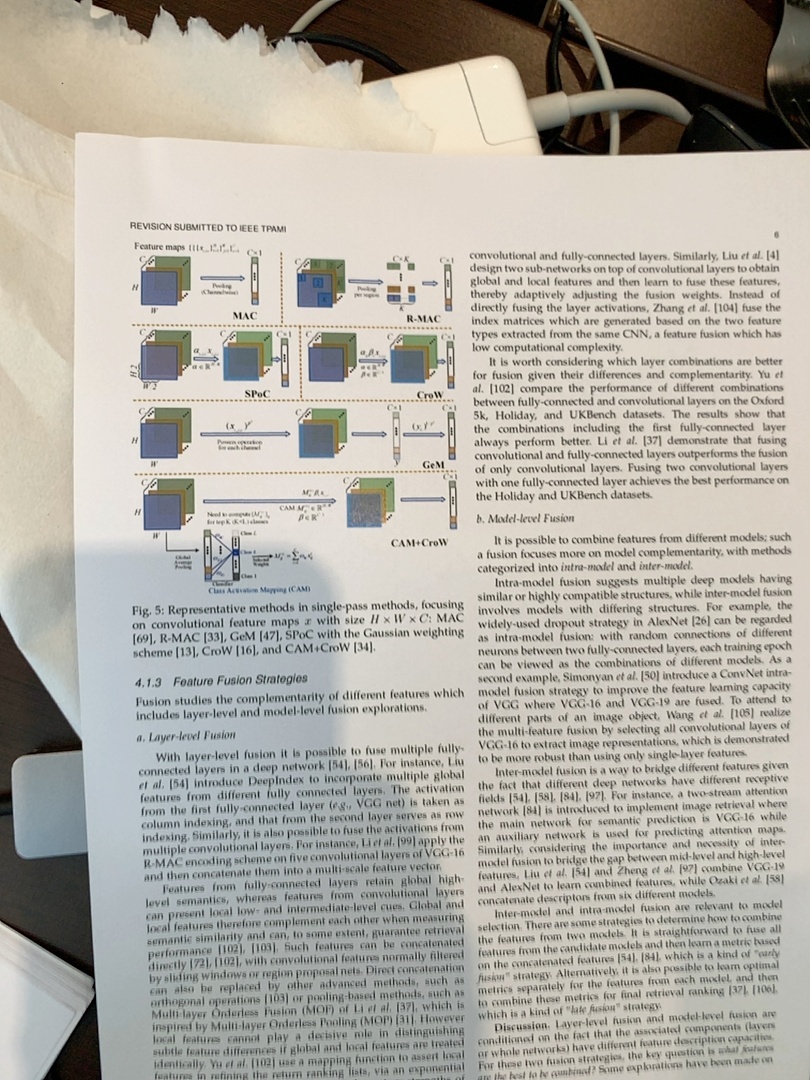 REVISION SUBMITTED TO IEEE TPAMI
6
Feature maps
C×1
C×K
C×1
C
H
W
Pooling
(Channelwise)
MAC
Pooling
per region
K
R-MAC
C
C×1
C
C×1
SPoC
CroW
C
H
W
Power operation
for each channel
C×1
C×1
GeM
C
H
W
Need to compute
for top K (K<L) classes
CAM
C×1
CAM+CroW
Global
Average
Pooling
Class L
Class 1
Classifier
Selected
Weights
Class Activation Mapping (CAM)
Fig. 5: Representative methods in single-pass methods, focusing
on convolutional feature maps x with size H × W × C: MAC
[69], R-MAC [33], GeM [47], SPoC with the Gaussian weighting
scheme [13], CroW [16], and CAM+CroW [34].
4.1.3 Feature Fusion Strategies
Fusion studies the complementarity of different features which
includes layer-level and model-level fusion explorations.
a. Layer-level Fusion
With layer-level fusion it is possible to fuse multiple fully-
connected layers in a deep network [54], [56]. For instance, Liu
et al. [54] introduce DeepIndex to incorporate multiple global
features from different fully connected layers. The activation
from the first fully-connected layer (e.g., VGG net) is taken as
column indexing, and that from the second layer serves as row
indexing. Similarly, it is also possible to fuse the activations from
multiple convolutional layers. For instance, Li et al. [99] apply the
R-MAC encoding scheme on five convolutional layers of VGG-16
and then concatenate them into a multi-scale feature vector.
Features from fully-connected layers retain global high-
level semantics, whereas features from convolutional layers
can present local low- and intermediate-level cues. Global and
local features therefore complement each other when measuring
semantic similarity and can, to some extent, guarantee retrieval
performance [102], [103]. Such features can be concatenated
directly [72], [102], with convolutional features normally filtered
by sliding windows or region proposal nets. Direct concatenation
can also be replaced by other advanced methods, such as
orthogonal operations [103] or pooling-based methods, such as
Multi-layer Orderless Fusion (MOF) of Li et al. [37], which is
inspired by Multi-layer Orderless Pooling (MOP) [31]. However
local features cannot play a decisive role in distinguishing
subtle feature differences if global and local features are treated
identically. Yu et al. [102] use a mapping function to assert local
features in refining the return ranking lists, via an exponential
convolutional and fully-connected layers. Similarly, Liu et al. [4]
design two sub-networks on top of convolutional layers to obtain
global and local features and then learn to fuse these features,
thereby adaptively adjusting the fusion weights. Instead of
directly fusing the layer activations, Zhang et al. [104] fuse the
index matrices which are generated based on the two feature
types extracted from the same CNN, a feature fusion which has
low computational complexity.
It is worth considering which layer combinations are better
for fusion given their differences and complementarity. Yu et
al. [102] compare the performance of different combinations
between fully-connected and convolutional layers on the Oxford
5k, Holiday, and UKBench datasets. The results show that
the combinations including the first fully-connected layer
always perform better. Li et al. [37] demonstrate that fusing
convolutional and fully-connected layers outperforms the fusion
of only convolutional layers. Fusing two convolutional layers
with one fully-connected layer achieves the best performance on
the Holiday and UKBench datasets.
b. Model-level Fusion
It is possible to combine features from different models; such
a fusion focuses more on model complementarity, with methods
categorized into intra-model and inter-model.
Intra-model fusion suggests multiple deep models having
similar or highly compatible structures, while inter-model fusion
involves models with differing structures. For example, the
widely-used dropout strategy in AlexNet [26] can be regarded
as intra-model fusion: with random connections of different
neurons between two fully-connected layers, each training epoch
can be viewed as the combinations of different models. As a
second example, Simonyan et al. [50] introduce a ConvNet intra-
model fusion strategy to improve the feature learning capacity
of VGG where VGG-16 and VGG-19 are fused. To attend to
different parts of an image object, Wang et al. [105] realize
the multi-feature fusion by selecting all convolutional layers of
VGG-16 to extract image representations, which is demonstrated
to be more robust than using only single-layer features.
Inter-model fusion is a way to bridge different features given
the fact that different deep networks have different receptive
fields [54], [58], [84], [97]. For instance, a two-stream attention
network [84] is introduced to implement image retrieval where
the main network for semantic prediction is VGG-16 while
an auxiliary network is used for predicting attention maps.
Similarly, considering the importance and necessity of inter-
model fusion to bridge the gap between mid-level and high-level
features, Liu et al. [54] and Zheng et al. [97] combine VGG-19
and AlexNet to learn combined features, while Ozaki et al. [58]
concatenate descriptors from six different models.
Inter-model and intra-model fusion are relevant to model
selection. There are some strategies to determine how to combine
the features from two models. It is straightforward to fuse all
features from the candidate models and then learn a metric based
on the concatenated features [54], [84], which is a kind of "early
fusion" strategy. Alternatively, it is also possible to learn optimal
metrics separately for the features from each model, and then
to combine these metrics for final retrieval ranking [37], [106],
which is a kind of "late fusion" strategy.
Discussion. Layer-level fusion and model-level fusion are
conditioned on the fact that the associated components (layers
or whole networks) have different feature description capacities.
For these two fusion strategies, the key question is what features
are the best to be combined? Some explorations have been made on